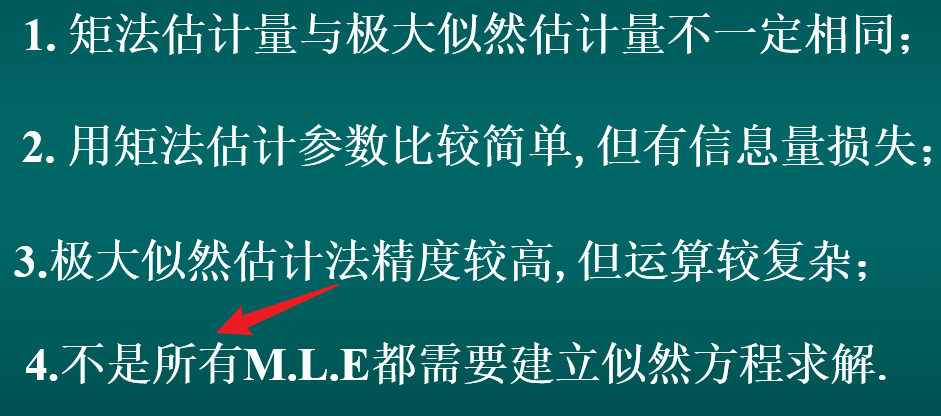 1. 矩法估计量与极大似然估计量不一定相同；
2. 用矩法估计参数比较简单, 但有信息量损失；
3.极大似然估计法精度较高, 但运算较复杂；
4.不是所有M.L.E都需要建立似然方程求解.